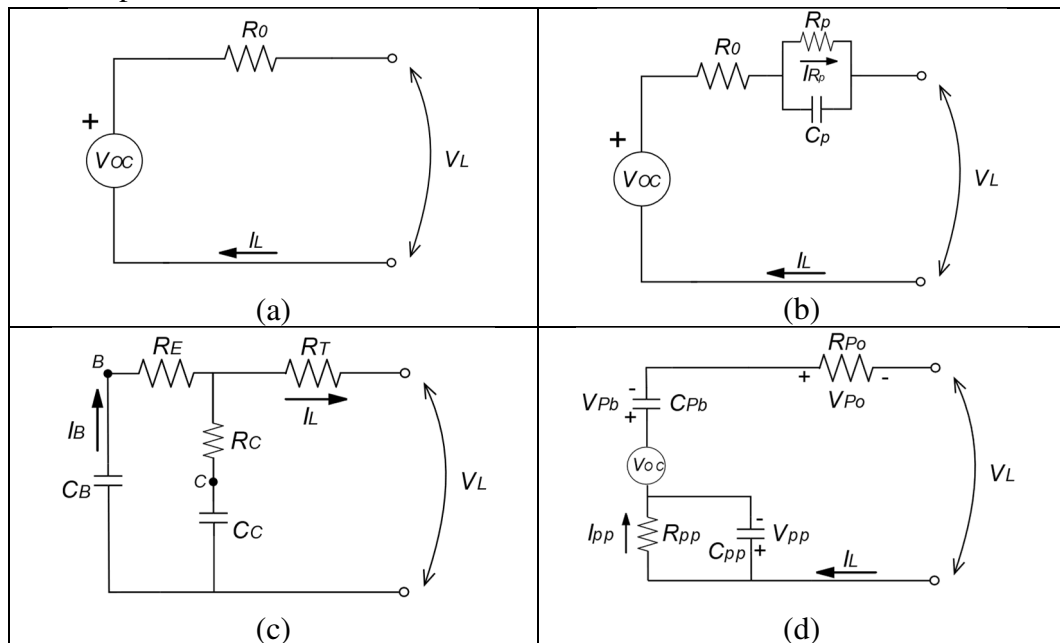 R0
+
VOC
VL
IL
(a)
Rp
R0
IRp
Cp
+
VOC
VL
IL
(b)
B
RE
RT
IB
IL
RC
C
CB
CC
VL
(c)
RPo
+
-
VPo
-
VPb
CPb
+
VOC
VL
Ipp
Rpp
-
Vpp
Cpp
+
IL
(d)